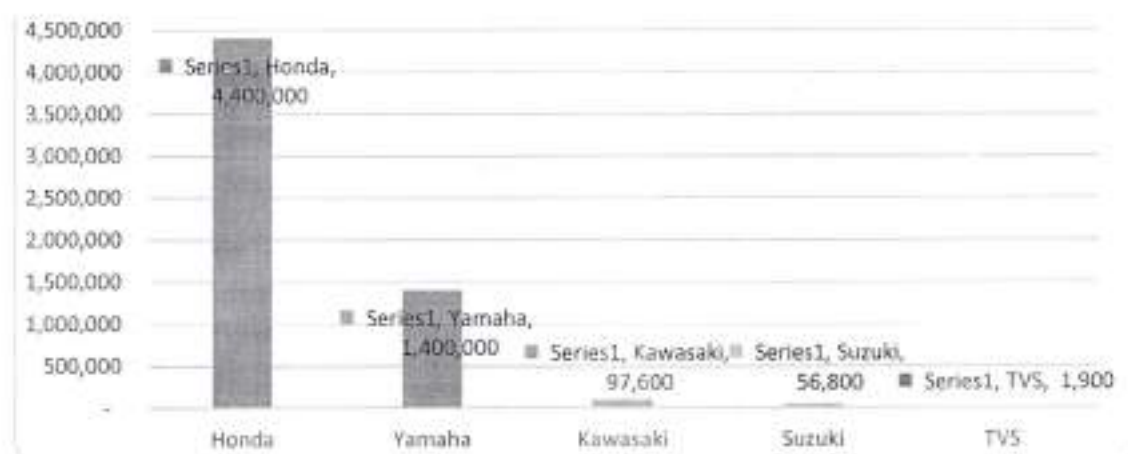 4,500,000
4,000,000
3,500,000
3,000,000
2,500,000
2,000,000
1,500,000
1,000,000
500,000
-
Series1, Honda,
4,400,000
Series1, Yamaha,
1,400,000
Series1, Kawasaki,
97,600
Series1, Suzuki,
56,800
Series1, TVS, 1,900
Honda Yamaha Kawasaki Suzuki TVS